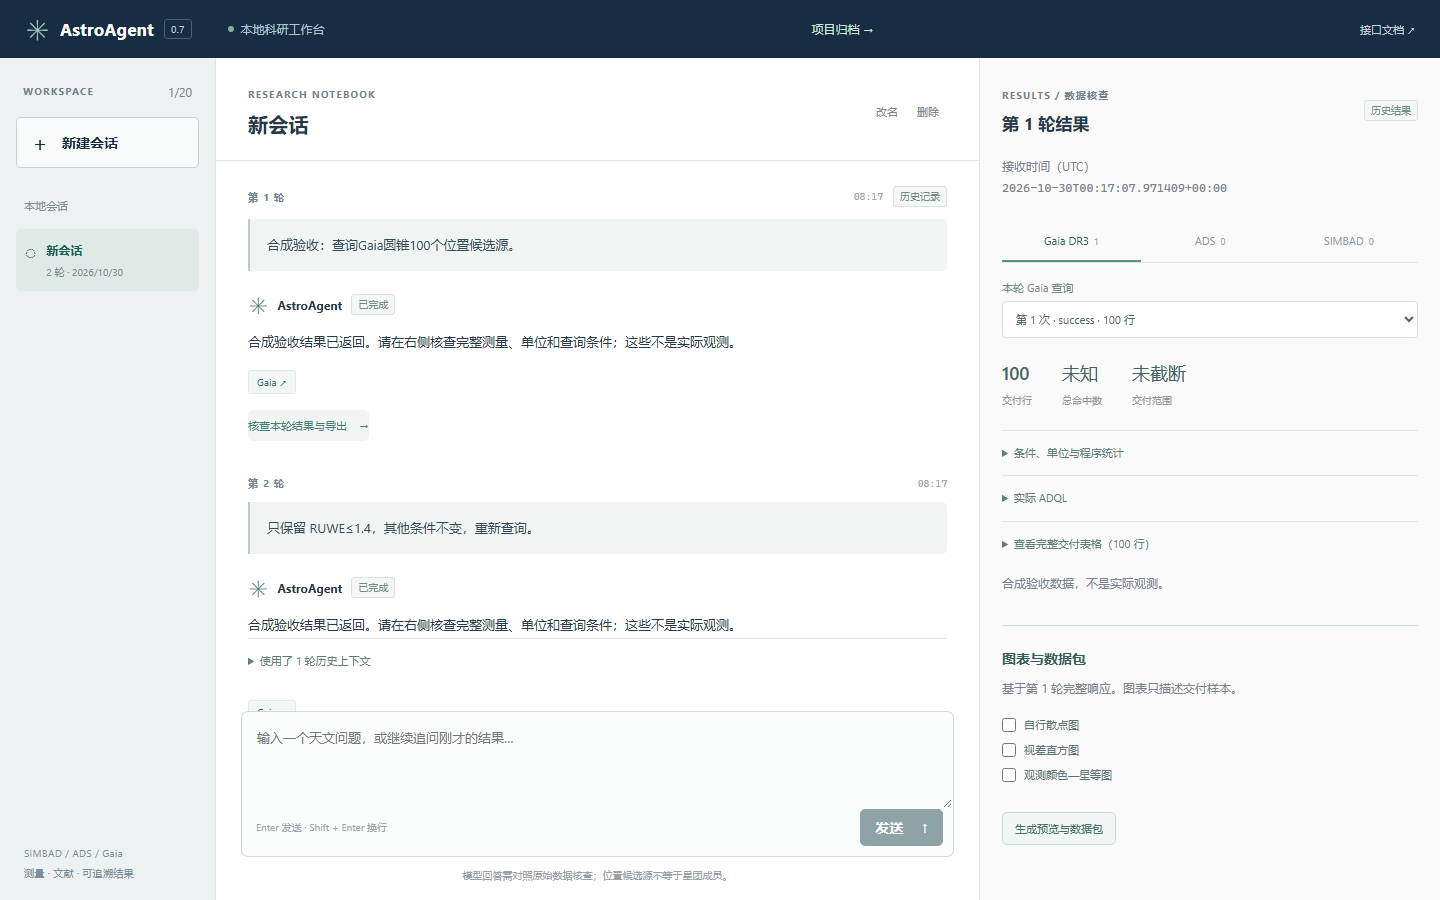 AstroAgent 0.7
本地科研工作台
项目归档 →
接口文档 ↗
WORKSPACE 1/20
+ 新建会话
本地会话
新会话
2 轮 · 2026/10/30
SIMBAD / ADS / Gaia
测量 · 文献 · 可追溯结果
RESEARCH NOTEBOOK
新会话
改名 删除
第 1 轮 08:17 历史记录
合成验收：查询Gaia圆锥100个位置候选源。
AstroAgent 已完成
合成验收结果已返回。请在右侧核查完整测量、单位和查询条件；这些不是实际观测。
Gaia ↗
核查本轮结果与导出 →
第 2 轮 08:17
只保留 RUWE≤1.4，其他条件不变，重新查询。
AstroAgent 已完成
合成验收结果已返回。请在右侧核查完整测量、单位和查询条件；这些不是实际观测。
▶ 使用了 1 轮历史上下文
输入一个天文问题，或继续追问刚才的结果...
Enter 发送 · Shift + Enter 换行
发送 ↑
模型回答需对照原始数据核查；位置候选源不等于星团成员。
RESULTS / 数据核查
第 1 轮结果
历史结果
接收时间（UTC）
2026-10-30T00:17:07.971409+00:00
Gaia DR3 1 ADS 0 SIMBAD 0
本轮 Gaia 查询
第 1 次 · success · 100 行
100 未知 未截断
交付行 总命中数 交付范围
▶ 条件、单位与程序统计
▶ 实际 ADQL
▶ 查看完整交付表格（100 行）
合成验收数据，不是实际观测。
图表与数据包
基于第 1 轮完整响应。图表只描述交付样本。
自行散点图
视差直方图
观测颜色—星等图
生成预览与数据包